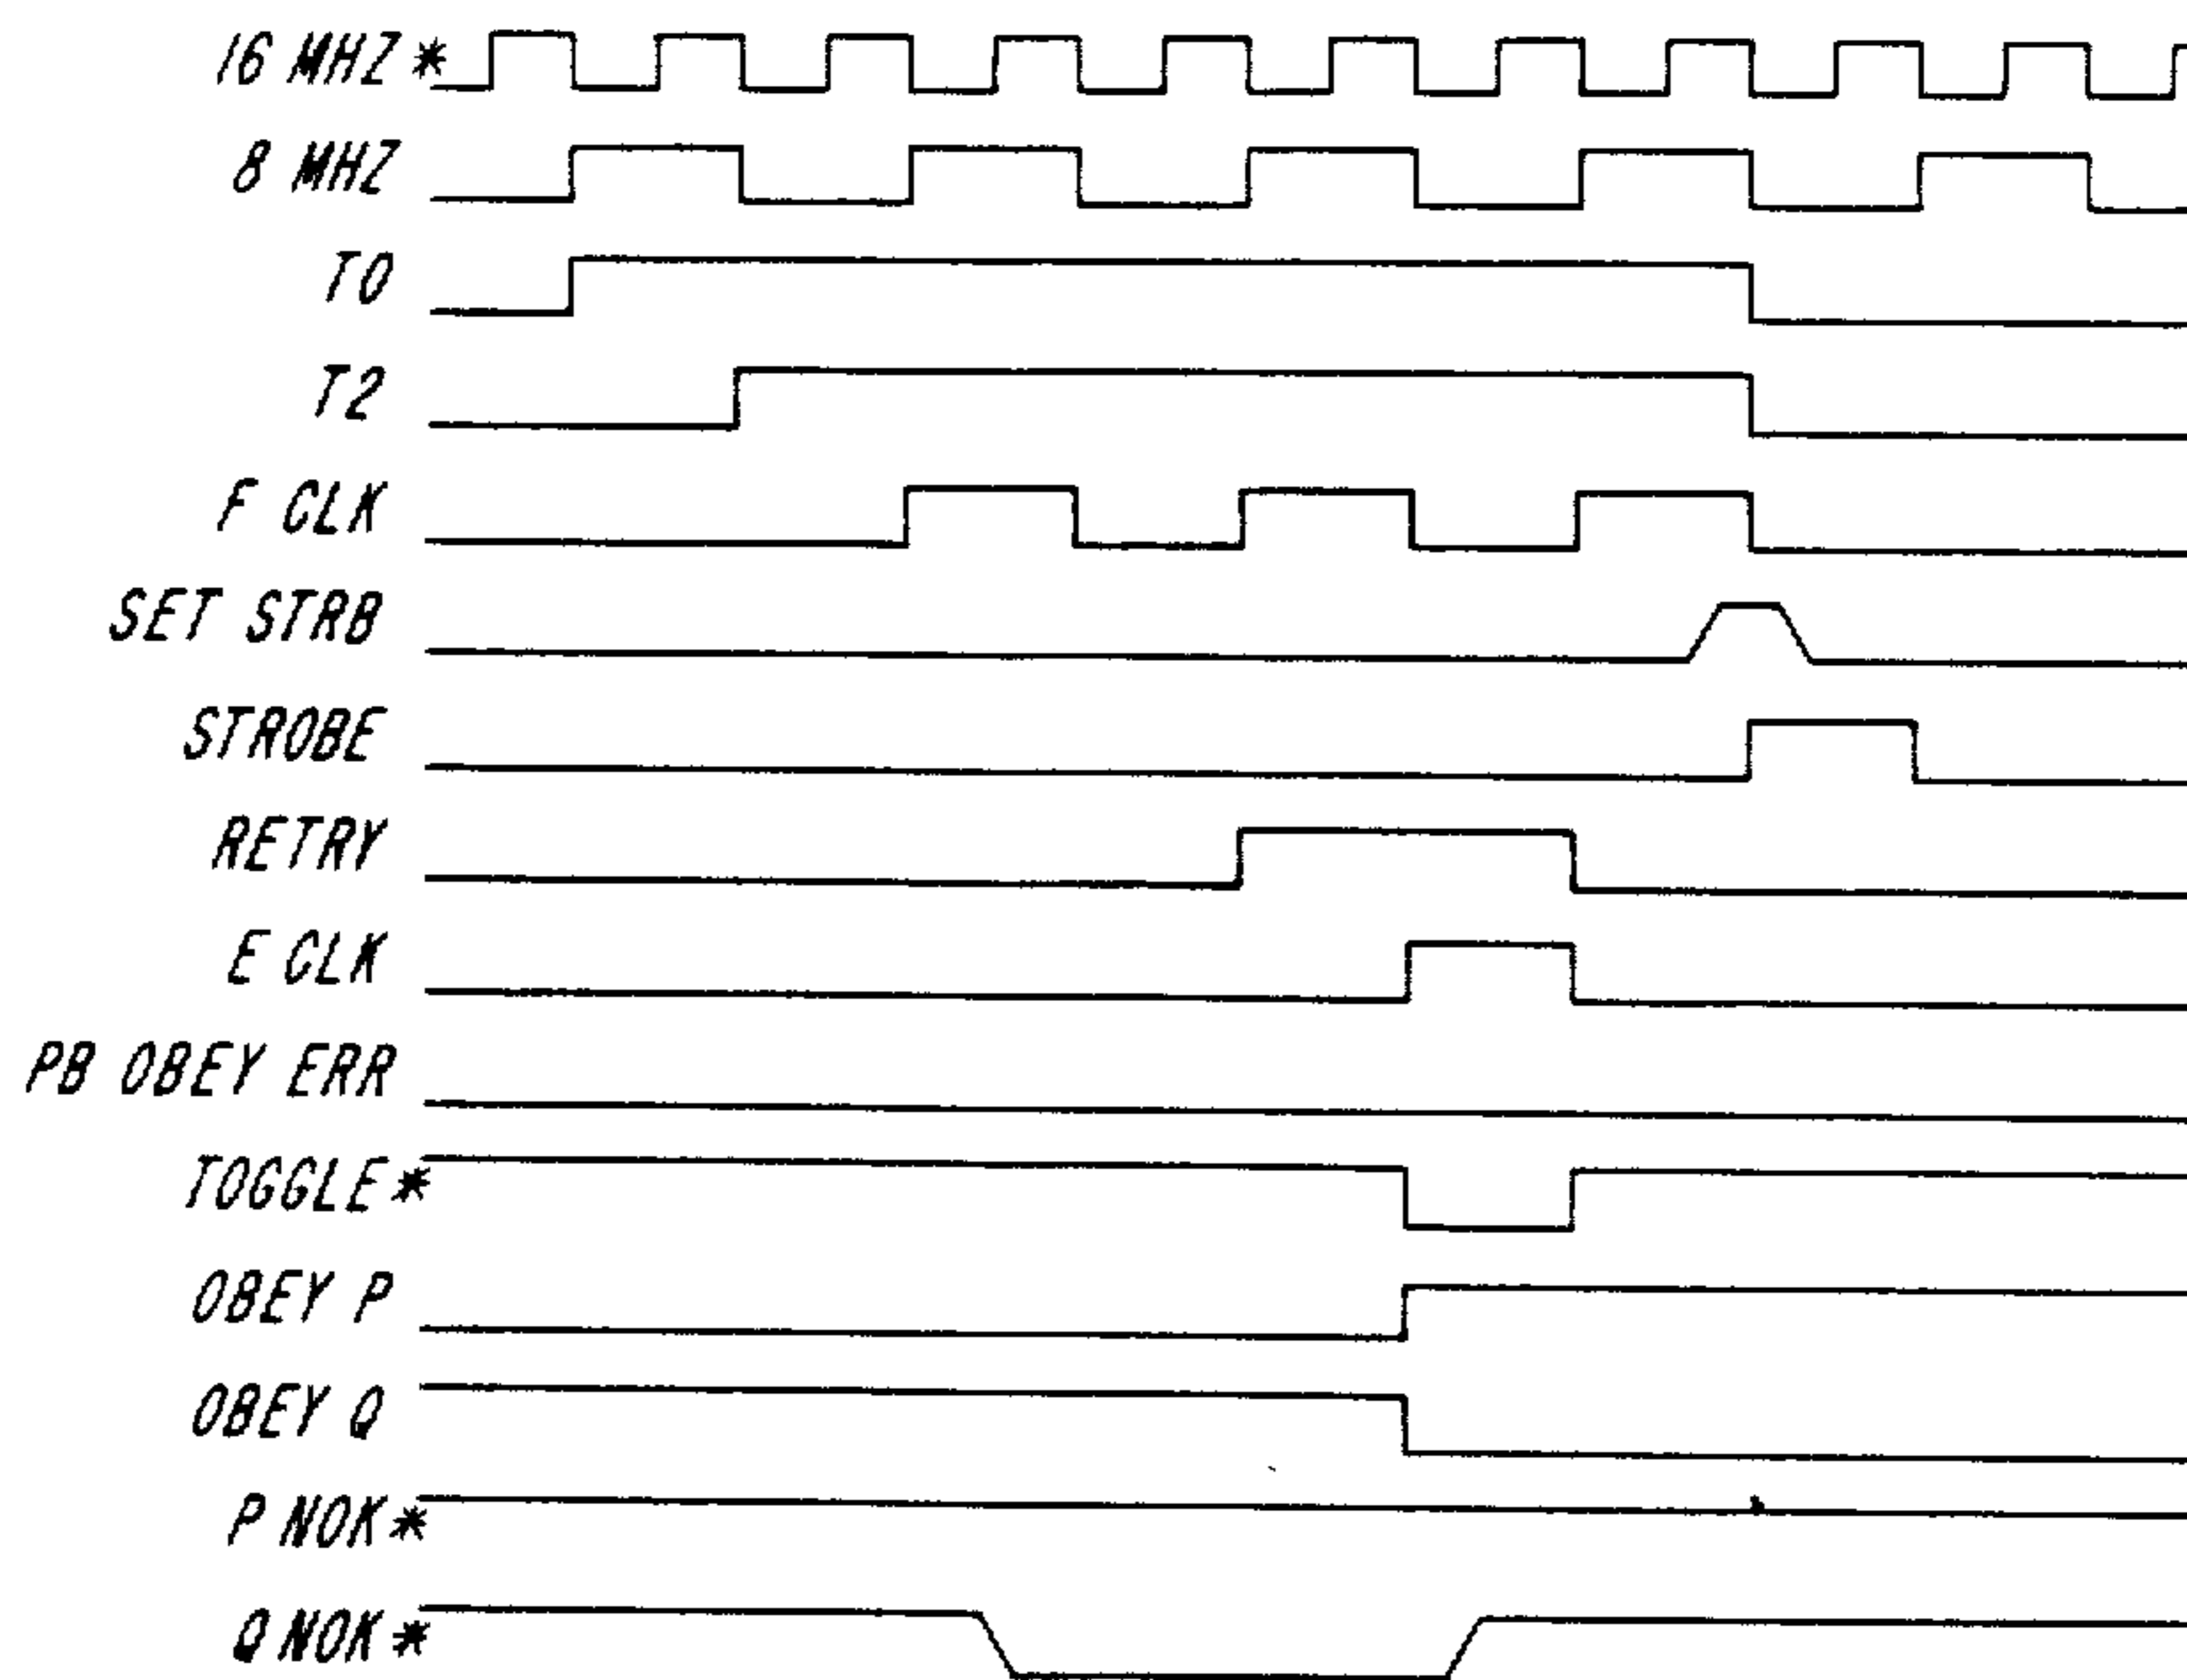 16 MHZ*
8 MHZ
T0
T2
F CLK
SET STRB
STROBE
RETRY
E CLK
PB OBEY ERR
TOGGLE*
OBEY P
OBEY Q
P NOK*
Q NOK*